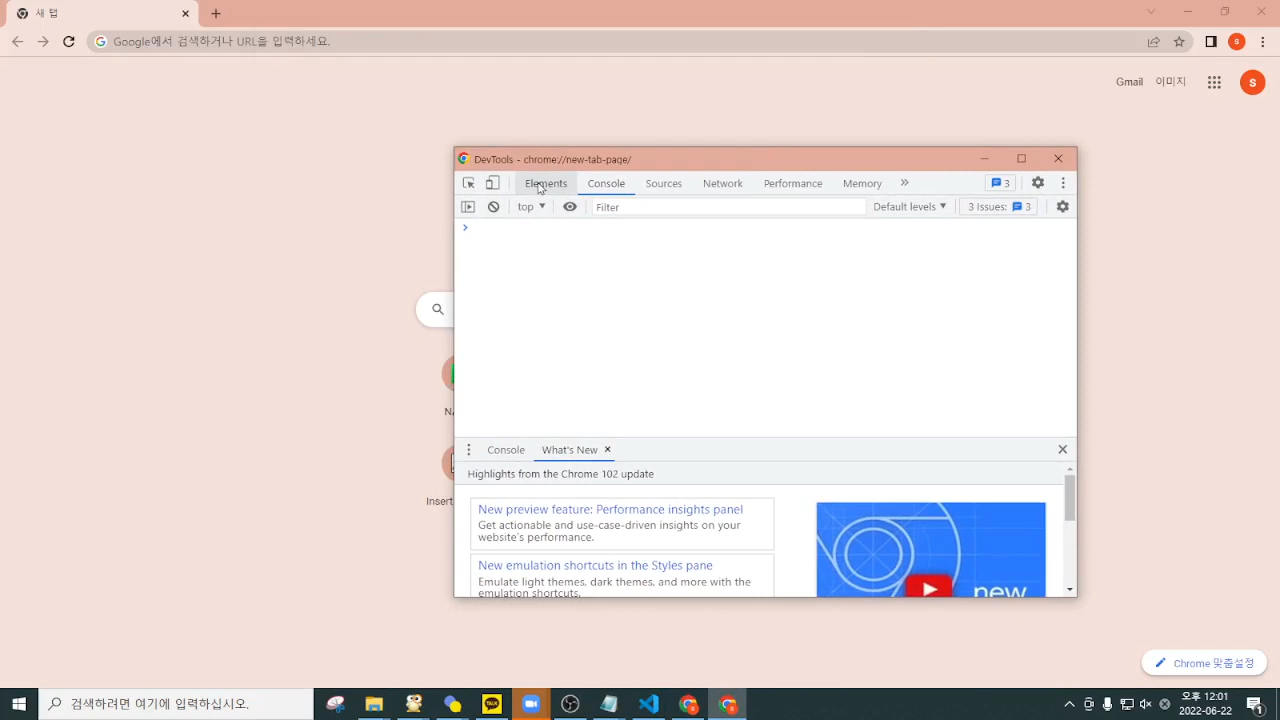 새 탭
Google에서 검색하거나 URL을 입력하세요.
s
Gmail 이미지
s
DevTools - chrome://new-tab-page/
Elements Console Sources Network Performance Memory » 3
top ▼ Filter Default levels ▼ 3 Issues: 3
Console What's New ×
Highlights from the Chrome 102 update
New preview feature: Performance insights panel
Get actionable and use-case-driven insights on your
website's performance.
New emulation shortcuts in the Styles pane
Emulate light themes, dark themes, and more with the
emulation shortcuts.
new
Insert
Chrome 맞춤설정
검색하려면 여기에 입력하십시오.
TALK
오후 12:01
2022-06-22
1